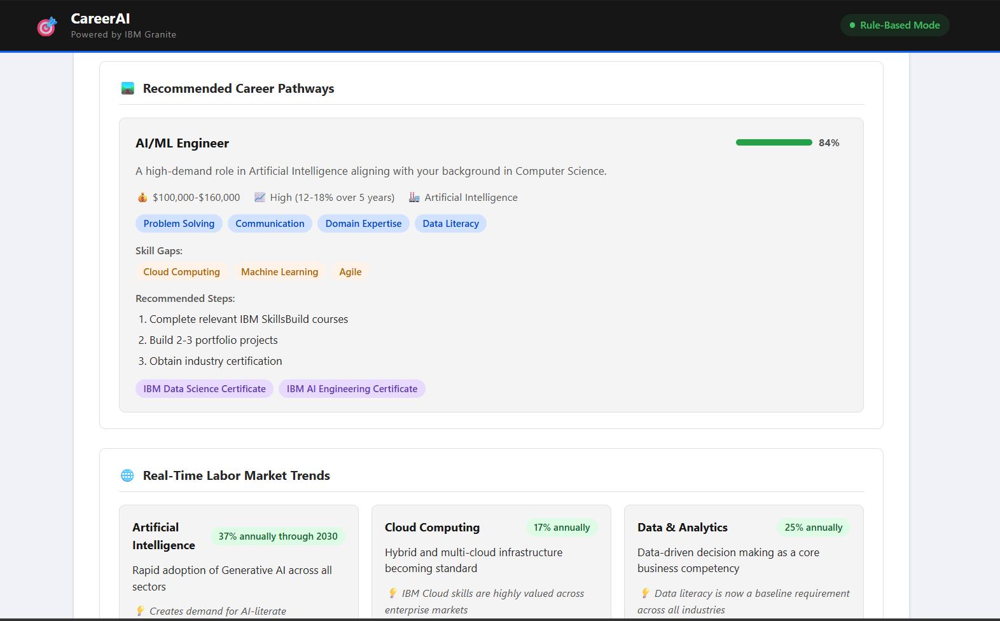 CareerAI
Powered by IBM Granite
Rule-Based Mode
Recommended Career Pathways
AI/ML Engineer
84%
A high-demand role in Artificial Intelligence aligning with your background in Computer Science.
$100,000-$160,000 High (12-18% over 5 years) Artificial Intelligence
Problem Solving Communication Domain Expertise Data Literacy
Skill Gaps:
Cloud Computing Machine Learning Agile
Recommended Steps:
1. Complete relevant IBM SkillsBuild courses
2. Build 2-3 portfolio projects
3. Obtain industry certification
IBM Data Science Certificate IBM AI Engineering Certificate
Real-Time Labor Market Trends
Artificial
Intelligence
37% annually through 2030
Rapid adoption of Generative AI across all
sectors
Creates demand for AI-literate
Cloud Computing
17% annually
Hybrid and multi-cloud infrastructure
becoming standard
IBM Cloud skills are highly valued across
enterprise markets
Data & Analytics
25% annually
Data-driven decision making as a core
business competency
Data literacy is now a baseline requirement
across all industries